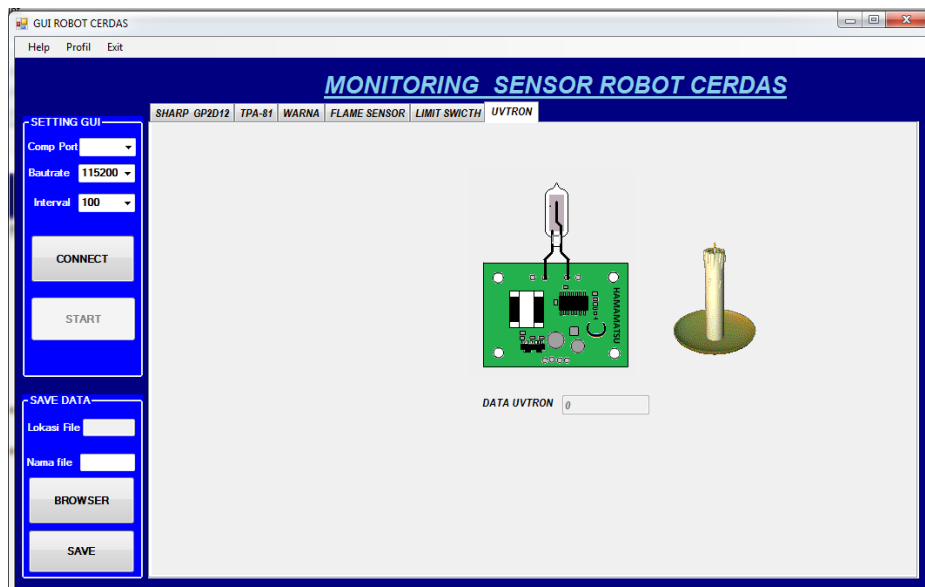 GUI ROBOT CERDAS
Help Profil Exit
MONITORING SENSOR ROBOT CERDAS
SHARP GP2D12 TPA-81 WARNA FLAME SENSOR LIMIT SWICTH UVTRON
SETTING GUI
Comp Port
Bautrate 115200
Interval 100
CONNECT
START
HAMAMATSU
C
DATA UVTRON 0
SAVE DATA
Lokasi File
Nama file
BROWSER
SAVE